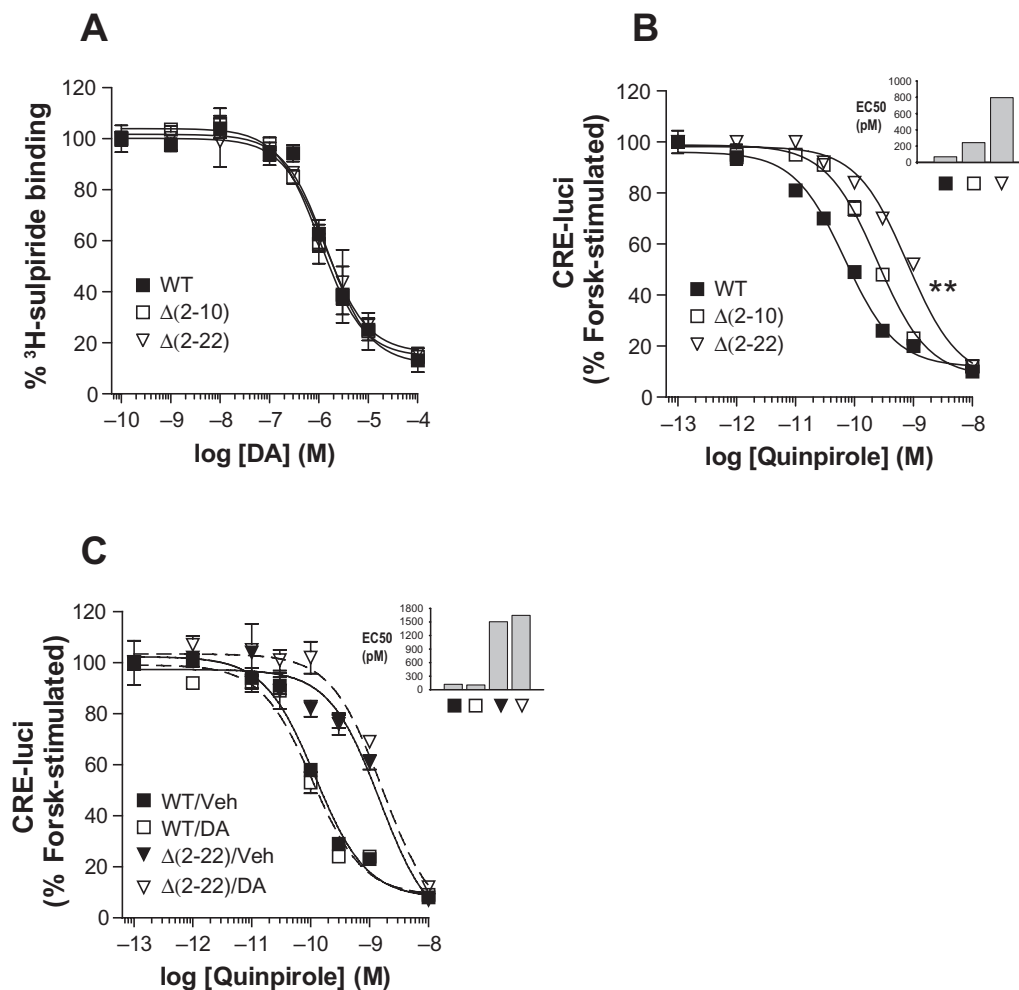 A
120
100
80
60
40
20
0
% ³H-sulpiride binding
WT
Δ(2-10)
Δ(2-22)
–10 –9 –8 –7 –6 –5 –4
log [DA] (M)
B
120
100
80
60
40
20
0
CRE-luci
(% Forsk-stimulated)
EC50
(pM)
1000
800
600
400
200
0
WT
Δ(2-10)
Δ(2-22)
**
–13 –12 –11 –10 –9 –8
log [Quinpirole] (M)
C
120
100
80
60
40
20
0
CRE-luci
(% Forsk-stimulated)
EC50
(pM)
1800
1500
1200
900
600
300
0
WT/Veh
WT/DA
Δ(2-22)/Veh
Δ(2-22)/DA
–13 –12 –11 –10 –9 –8
log [Quinpirole] (M)